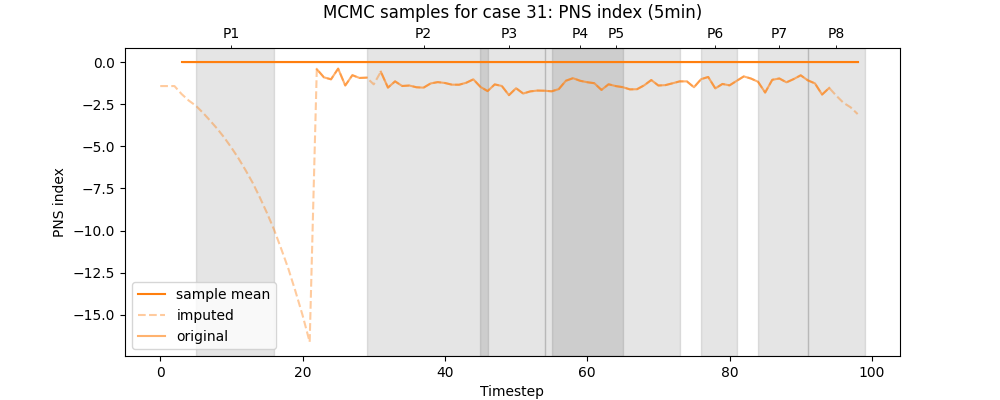 MCMC samples for case 31: PNS index (5min)
P1 P2 P3 P4 P5 P6 P7 P8
0.0
−2.5
−5.0
−7.5
−10.0
−12.5
−15.0
PNS index
sample mean
imputed
original
0 20 40 60 80 100
Timestep